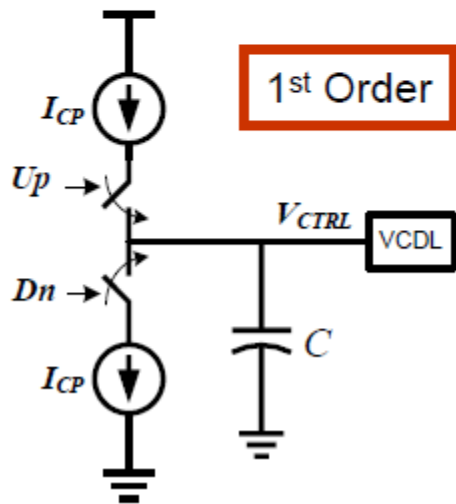 1st Order
ICP
Up
VCTRL
VCDL
Dn
C
ICP